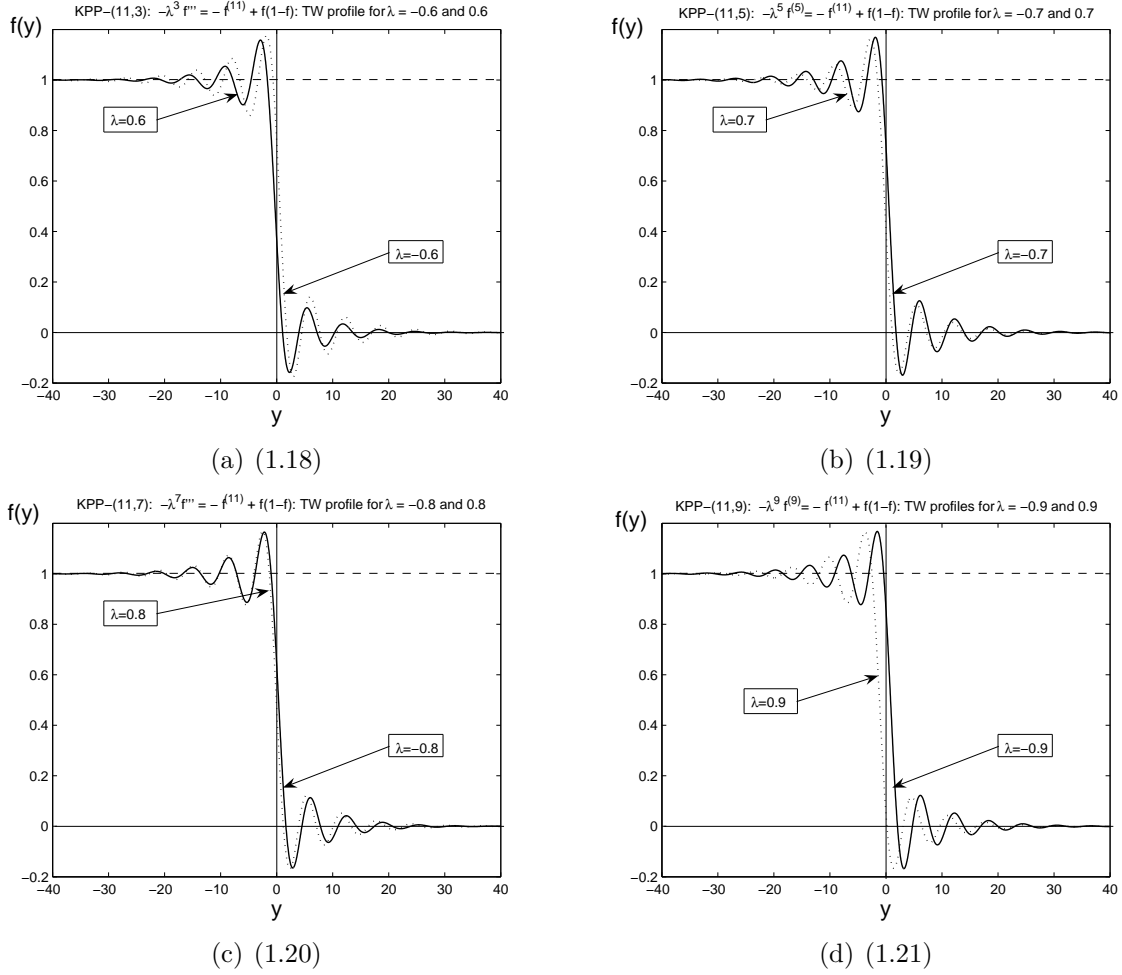 KPP−(11,3): −λ³ f''' = − f⁽¹¹⁾ + f(1−f): TW profile for λ = −0.6 and 0.6
f(y)
1
0.8
0.6
0.4
0.2
0
−0.2
λ=0.6
λ=−0.6
−40 −30 −20 −10 0 10 20 30 40
y
(a) (1.18)
KPP−(11,5): −λ⁵ f⁽⁵⁾= − f⁽¹¹⁾ + f(1−f): TW profile for λ = −0.7 and 0.7
f(y)
1
0.8
0.6
0.4
0.2
0
−0.2
λ=0.7
λ=−0.7
−40 −30 −20 −10 0 10 20 30 40
y
(b) (1.19)
KPP−(11,7): −λ⁷ f''' = − f⁽¹¹⁾ + f(1−f): TW profile for λ = −0.8 and 0.8
f(y)
1
0.8
0.6
0.4
0.2
0
−0.2
λ=0.8
λ=−0.8
−40 −30 −20 −10 0 10 20 30 40
y
(c) (1.20)
KPP−(11,9): −λ⁹ f⁽⁹⁾= − f⁽¹¹⁾ + f(1−f): TW profiles for λ = −0.9 and 0.9
f(y)
1
0.8
0.6
0.4
0.2
0
−0.2
λ=0.9
λ=−0.9
−40 −30 −20 −10 0 10 20 30 40
y
(d) (1.21)